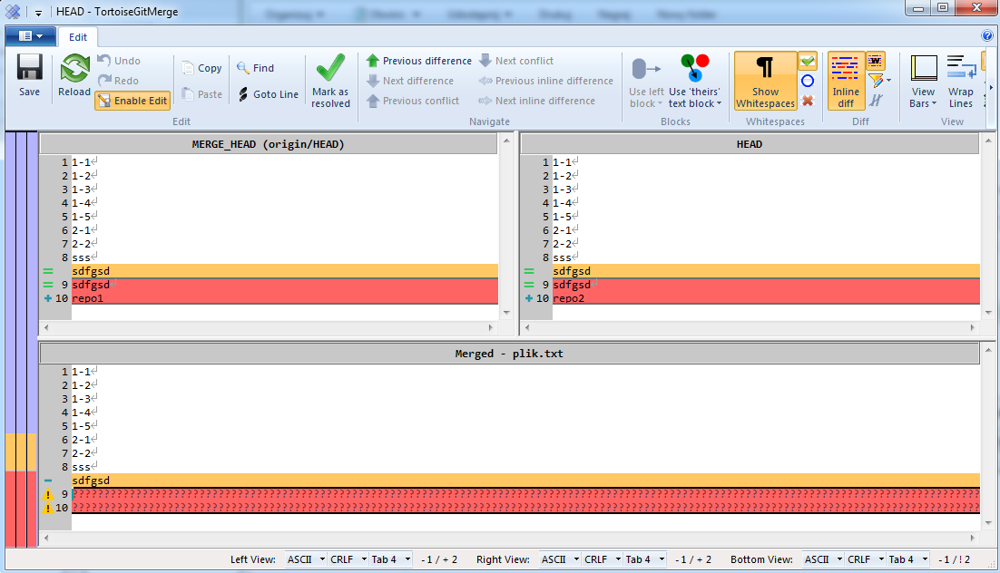 HEAD - TortoiseGitMerge
Edit
Save
Reload
Undo
Redo
Enable Edit
Copy
Paste
Find
Goto Line
Edit
Mark as
resolved
Previous difference
Next difference
Previous conflict
Next conflict
Previous inline difference
Next inline difference
Navigate
Use left
block
Use 'theirs'
text block
Blocks
Show
Whitespaces
Whitespaces
Inline
diff
Diff
View
Bars
Wrap
Lines
View
MERGE_HEAD (origin/HEAD)
1 1-1
2 1-2
3 1-3
4 1-4
5 1-5
6 2-1
7 2-2
8 sss
sdfgsd
9 sdfgsd
10 repo1
HEAD
1 1-1
2 1-2
3 1-3
4 1-4
5 1-5
6 2-1
7 2-2
8 sss
sdfgsd
9 sdfgsd
10 repo2
Merged - plik.txt
1 1-1
2 1-2
3 1-3
4 1-4
5 1-5
6 2-1
7 2-2
8 sss
sdfgsd
9
10
Left View: ASCII CRLF Tab 4 -1 / + 2 Right View: ASCII CRLF Tab 4 -1 / + 2 Bottom View: ASCII CRLF Tab 4 -1 / ! 2